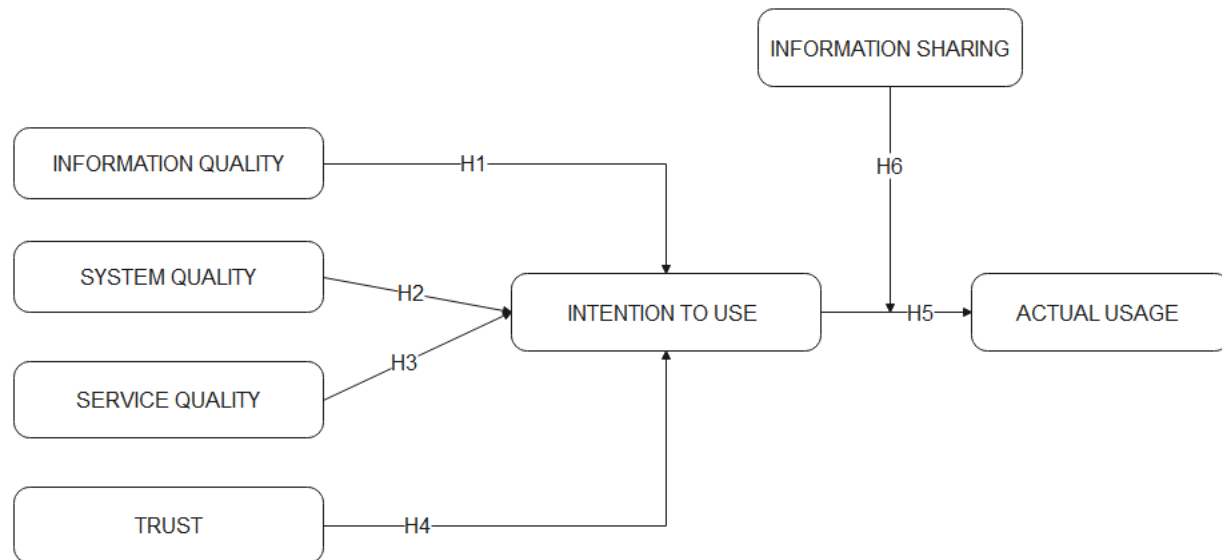 INFORMATION SHARING
INFORMATION QUALITY
H1
H6
SYSTEM QUALITY
H2
INTENTION TO USE
H5
ACTUAL USAGE
H3
SERVICE QUALITY
TRUST
H4